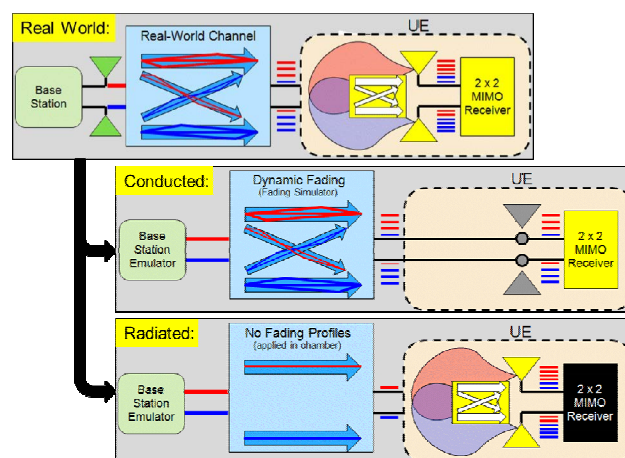 Real World:
Real-World Channel
UE
Base
Station
2 x 2
MIMO
Receiver
Conducted:
Dynamic Fading
(Fading Simulator)
UE
Base
Station
Emulator
2 x 2
MIMO
Receiver
Radiated:
No Fading Profiles
(applied in chamber)
UE
Base
Station
Emulator
2 x 2
MIMO
Receiver